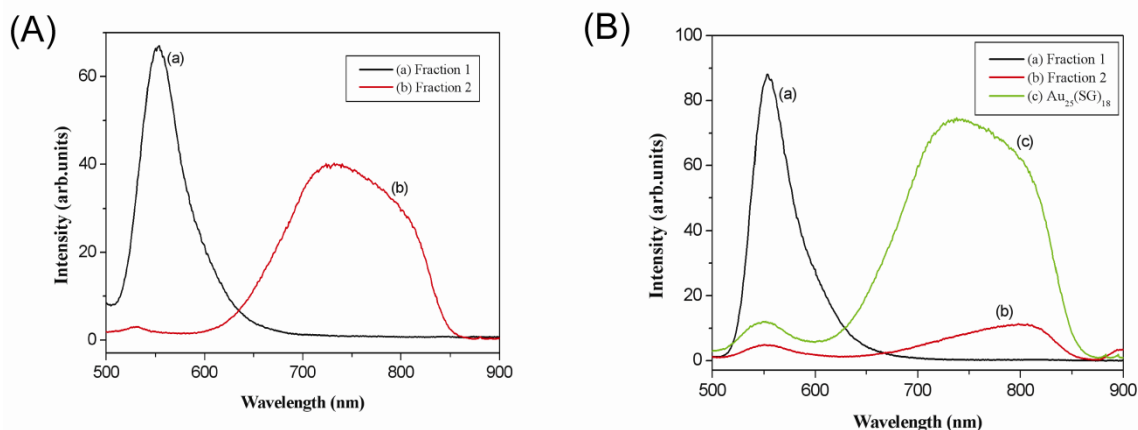 (A)
(a)
(a) Fraction 1
(b) Fraction 2
(b)
60
40
20
0
Intensity (arb.units)
500 600 700 800 900
Wavelength (nm)
(B)
(a)
(a) Fraction 1
(b) Fraction 2
(c) Au25(SG)18
(c)
(b)
100
80
60
40
20
0
Intensity (arb.units)
500 600 700 800 900
Wavelength (nm)